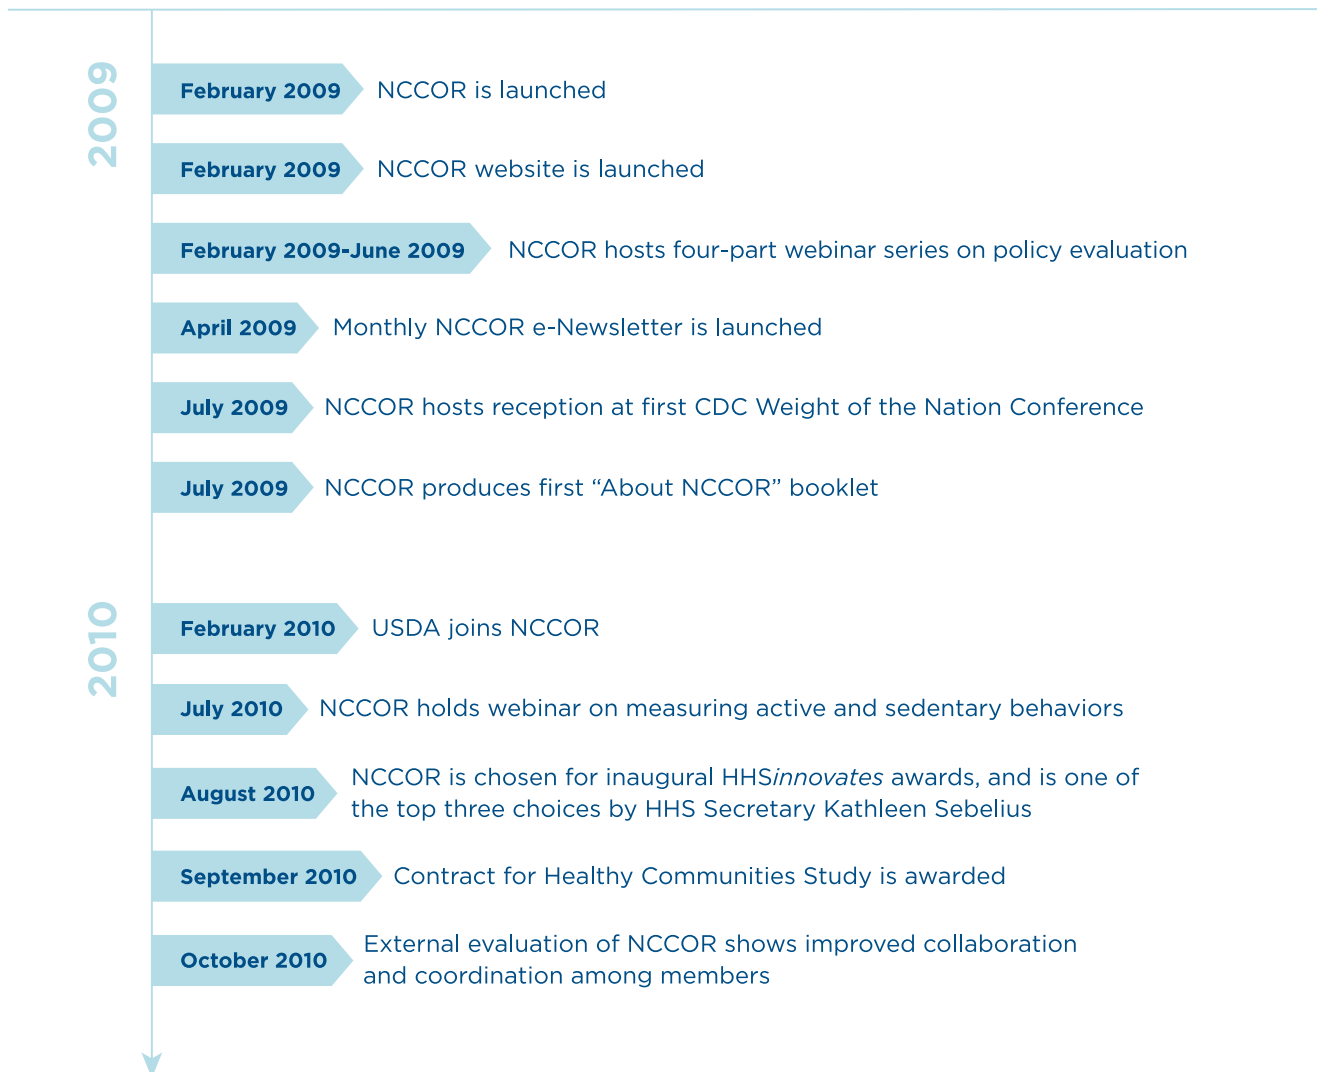 2009
February 2009 NCCOR is launched
February 2009 NCCOR website is launched
February 2009-June 2009 NCCOR hosts four-part webinar series on policy evaluation
April 2009 Monthly NCCOR e-Newsletter is launched
July 2009 NCCOR hosts reception at first CDC Weight of the Nation Conference
July 2009 NCCOR produces first “About NCCOR” booklet
2010
February 2010 USDA joins NCCOR
July 2010 NCCOR holds webinar on measuring active and sedentary behaviors
August 2010 NCCOR is chosen for inaugural HHSinnovates awards, and is one of
the top three choices by HHS Secretary Kathleen Sebelius
September 2010 Contract for Healthy Communities Study is awarded
October 2010 External evaluation of NCCOR shows improved collaboration
and coordination among members